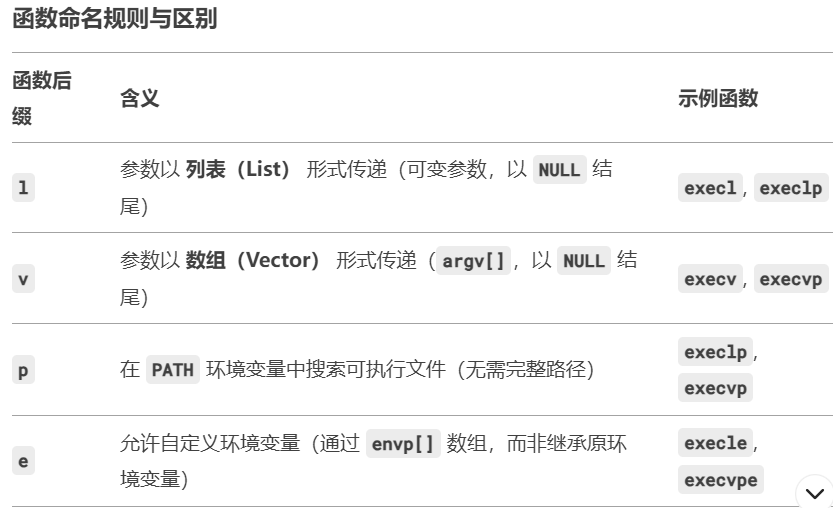 函数命名规则与区别
函数后
缀
含义
示例函数
l
参数以 列表（List） 形式传递（可变参数，以 NULL 结
尾）
execl, execlp
v
参数以 数组（Vector） 形式传递（argv[]，以 NULL 结
尾）
execv, execvp
p
在 PATH 环境变量中搜索可执行文件（无需完整路径）
execlp,
execvp
e
允许自定义环境变量（通过 envp[] 数组，而非继承原环
境变量）
execle,
execvpe